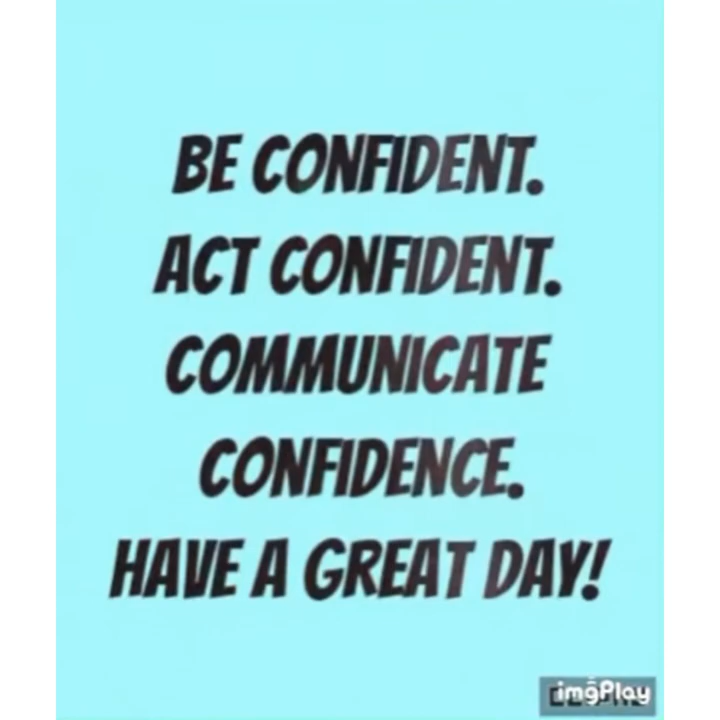 BE CONFIDENT.
ACT CONFIDENT.
COMMUNICATE
CONFIDENCE.
HAVE A GREAT DAY!
imgPlay